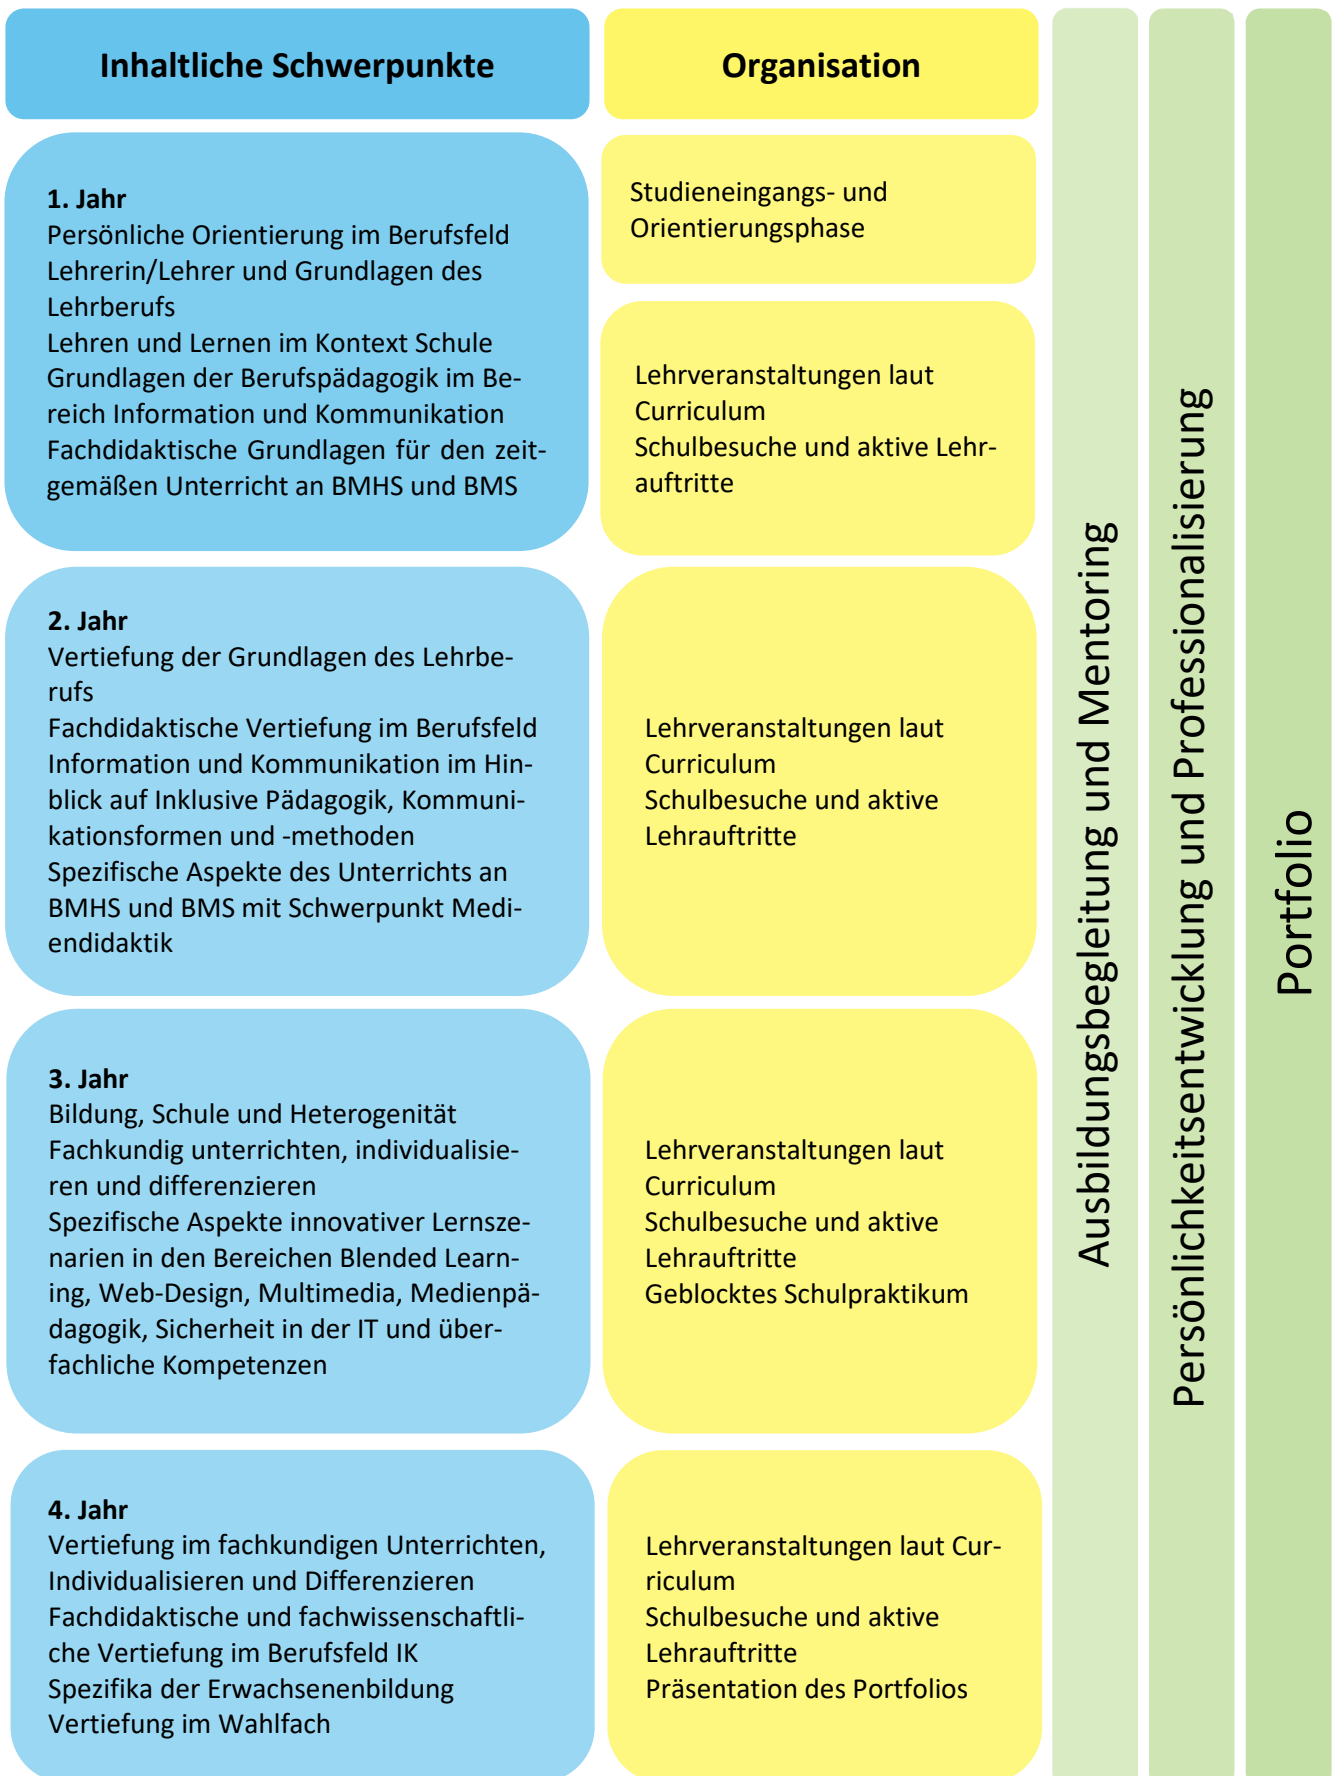 Inhaltliche Schwerpunkte
Organisation
1. Jahr
Persönliche Orientierung im Berufsfeld
Lehrerin/Lehrer und Grundlagen des
Lehrberufs
Lehren und Lernen im Kontext Schule
Grundlagen der Berufspädagogik im Be-
reich Information und Kommunikation
Fachdidaktische Grundlagen für den zeit-
gemäßen Unterricht an BMHS und BMS
Studieneingangs- und
Orientierungsphase
Lehrveranstaltungen laut
Curriculum
Schulbesuche und aktive Lehr-
auftritte
2. Jahr
Vertiefung der Grundlagen des Lehrbe-
rufs
Fachdidaktische Vertiefung im Berufsfeld
Information und Kommunikation im Hin-
blick auf Inklusive Pädagogik, Kommuni-
kationsformen und -methoden
Spezifische Aspekte des Unterrichts an
BMHS und BMS mit Schwerpunkt Medi-
endidaktik
Lehrveranstaltungen laut
Curriculum
Schulbesuche und aktive
Lehrauftritte
3. Jahr
Bildung, Schule und Heterogenität
Fachkundig unterrichten, individualisie-
ren und differenzieren
Spezifische Aspekte innovativer Lernsze-
narien in den Bereichen Blended Learn-
ing, Web-Design, Multimedia, Medienpä-
dagogik, Sicherheit in der IT und über-
fachliche Kompetenzen
Lehrveranstaltungen laut
Curriculum
Schulbesuche und aktive
Lehrauftritte
Geblocktes Schulpraktikum
4. Jahr
Vertiefung im fachkundigen Unterrichten,
Individualisieren und Differenzieren
Fachdidaktische und fachwissenschaftli-
che Vertiefung im Berufsfeld IK
Spezifika der Erwachsenenbildung
Vertiefung im Wahlfach
Lehrveranstaltungen laut Cur-
riculum
Schulbesuche und aktive
Lehrauftritte
Präsentation des Portfolios
Ausbildungsbegleitung und Mentoring
Persönlichkeitsentwicklung und Professionalisierung
Portfolio